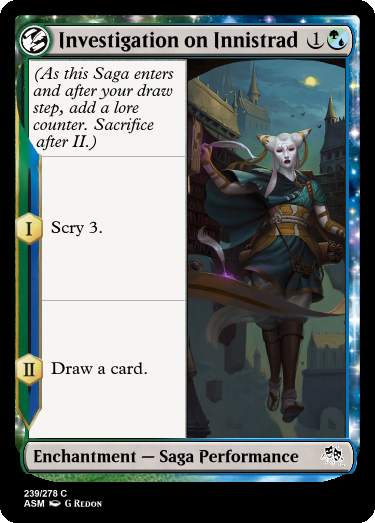 Investigation on Innistrad 1
(As this Saga enters
and after your draw
step, add a lore
counter. Sacrifice
after II.)
I Scry 3.
II Draw a card.
Enchantment — Saga Performance
239/278 C
ASM G REDON